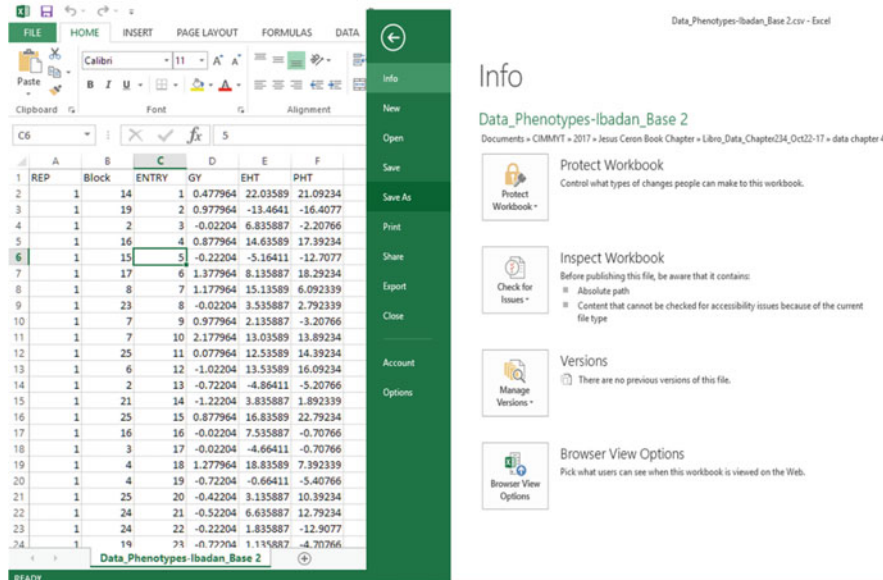 Data_Phenotypes-Ibadan_Base 2.csv - Excel
FILE HOME INSERT PAGE LAYOUT FORMULAS DATA
Paste
Calibri 11 A A
B I U A
Clipboard Font Alignment
C6 fx 5
A B C D E F
1 REP Block ENTRY GY EHT PHT
2 1 14 1 0.477964 22.03589 21.09234
3 1 19 2 0.977964 -13.4641 -16.4077
4 1 2 3 -0.02204 6.835887 -2.20766
5 1 16 4 0.877964 14.63589 17.39234
6 1 15 5 -0.22204 -5.16411 -12.7077
7 1 17 6 1.377964 8.135887 18.29234
8 1 8 7 1.177964 15.13589 6.092339
9 1 23 8 -0.02204 3.535887 2.792339
10 1 7 9 0.977964 2.135887 -3.20766
11 1 7 10 2.177964 13.03589 13.89234
12 1 25 11 0.077964 12.53589 14.39234
13 1 6 12 -1.02204 13.53589 16.09234
14 1 2 13 -0.72204 -4.86411 -5.20766
15 1 21 14 -1.22204 3.835887 1.892339
16 1 25 15 0.877964 16.83589 22.79234
17 1 16 16 -0.02204 7.535887 -0.70766
18 1 3 17 -0.02204 -4.66411 -0.70766
19 1 4 18 1.277964 18.83589 7.392339
20 1 4 19 -0.72204 -0.66411 -5.40766
21 1 25 20 -0.42204 3.135887 10.39234
22 1 24 21 -0.52204 6.635887 12.79234
23 1 24 22 -0.22204 1.835887 -12.9077
24 1 19 23 -0.72204 1.135887 -4.70766
Data_Phenotypes-Ibadan_Base 2
READY
Info
New
Open
Save
Save As
Print
Share
Export
Close
Account
Options
Info
Data_Phenotypes-Ibadan_Base 2
Documents » CIMMYT » 2017 » Jesus Ceron Book Chapter » Libro_Data_Chapter234_Oct22-17 » data chapter 4
Protect
Workbook
Protect Workbook
Control what types of changes people can make to this workbook.
Check for
Issues
Inspect Workbook
Before publishing this file, be aware that it contains:
Absolute path
Content that cannot be checked for accessibility issues because of the current
file type
Manage
Versions
Versions
There are no previous versions of this file.
Browser View
Options
Browser View Options
Pick what users can see when this workbook is viewed on the Web.